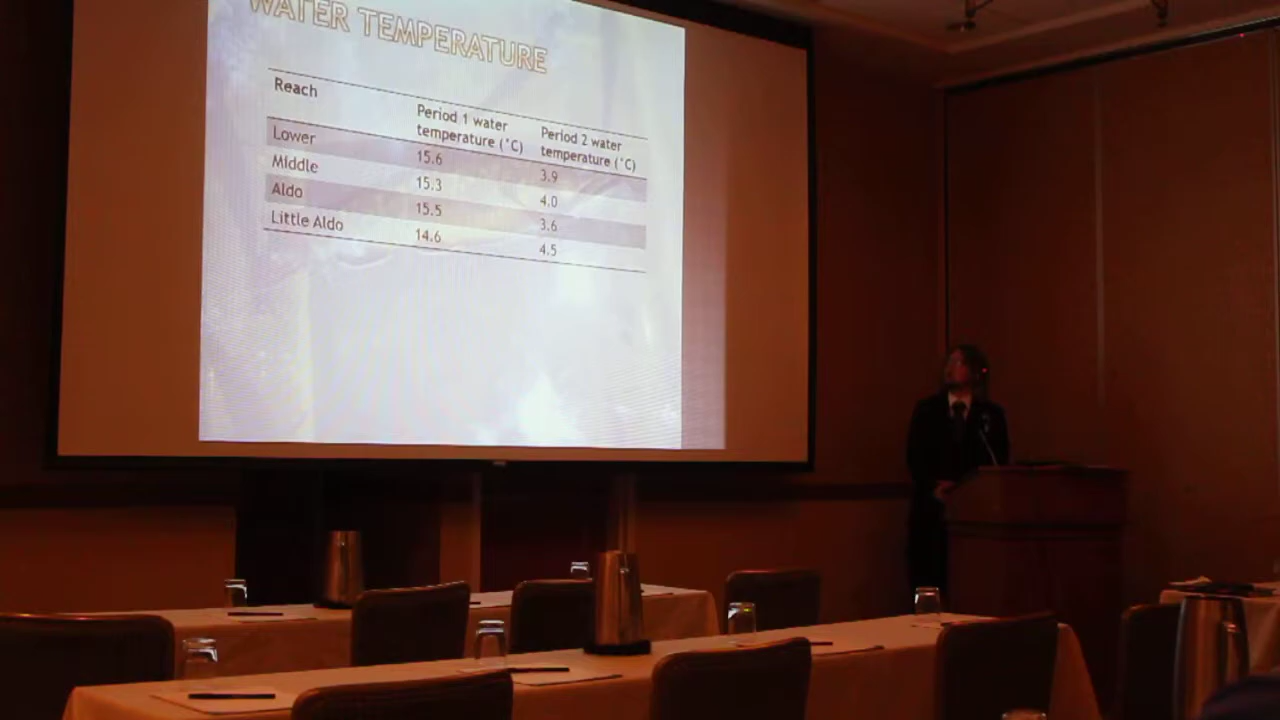 WATER TEMPERATURE
Reach
Period 1 water
temperature (°C)
Period 2 water
temperature (°C)
Lower 15.6 3.9
Middle 15.3 4.0
Aldo 15.5 3.6
Little Aldo 14.6 4.5